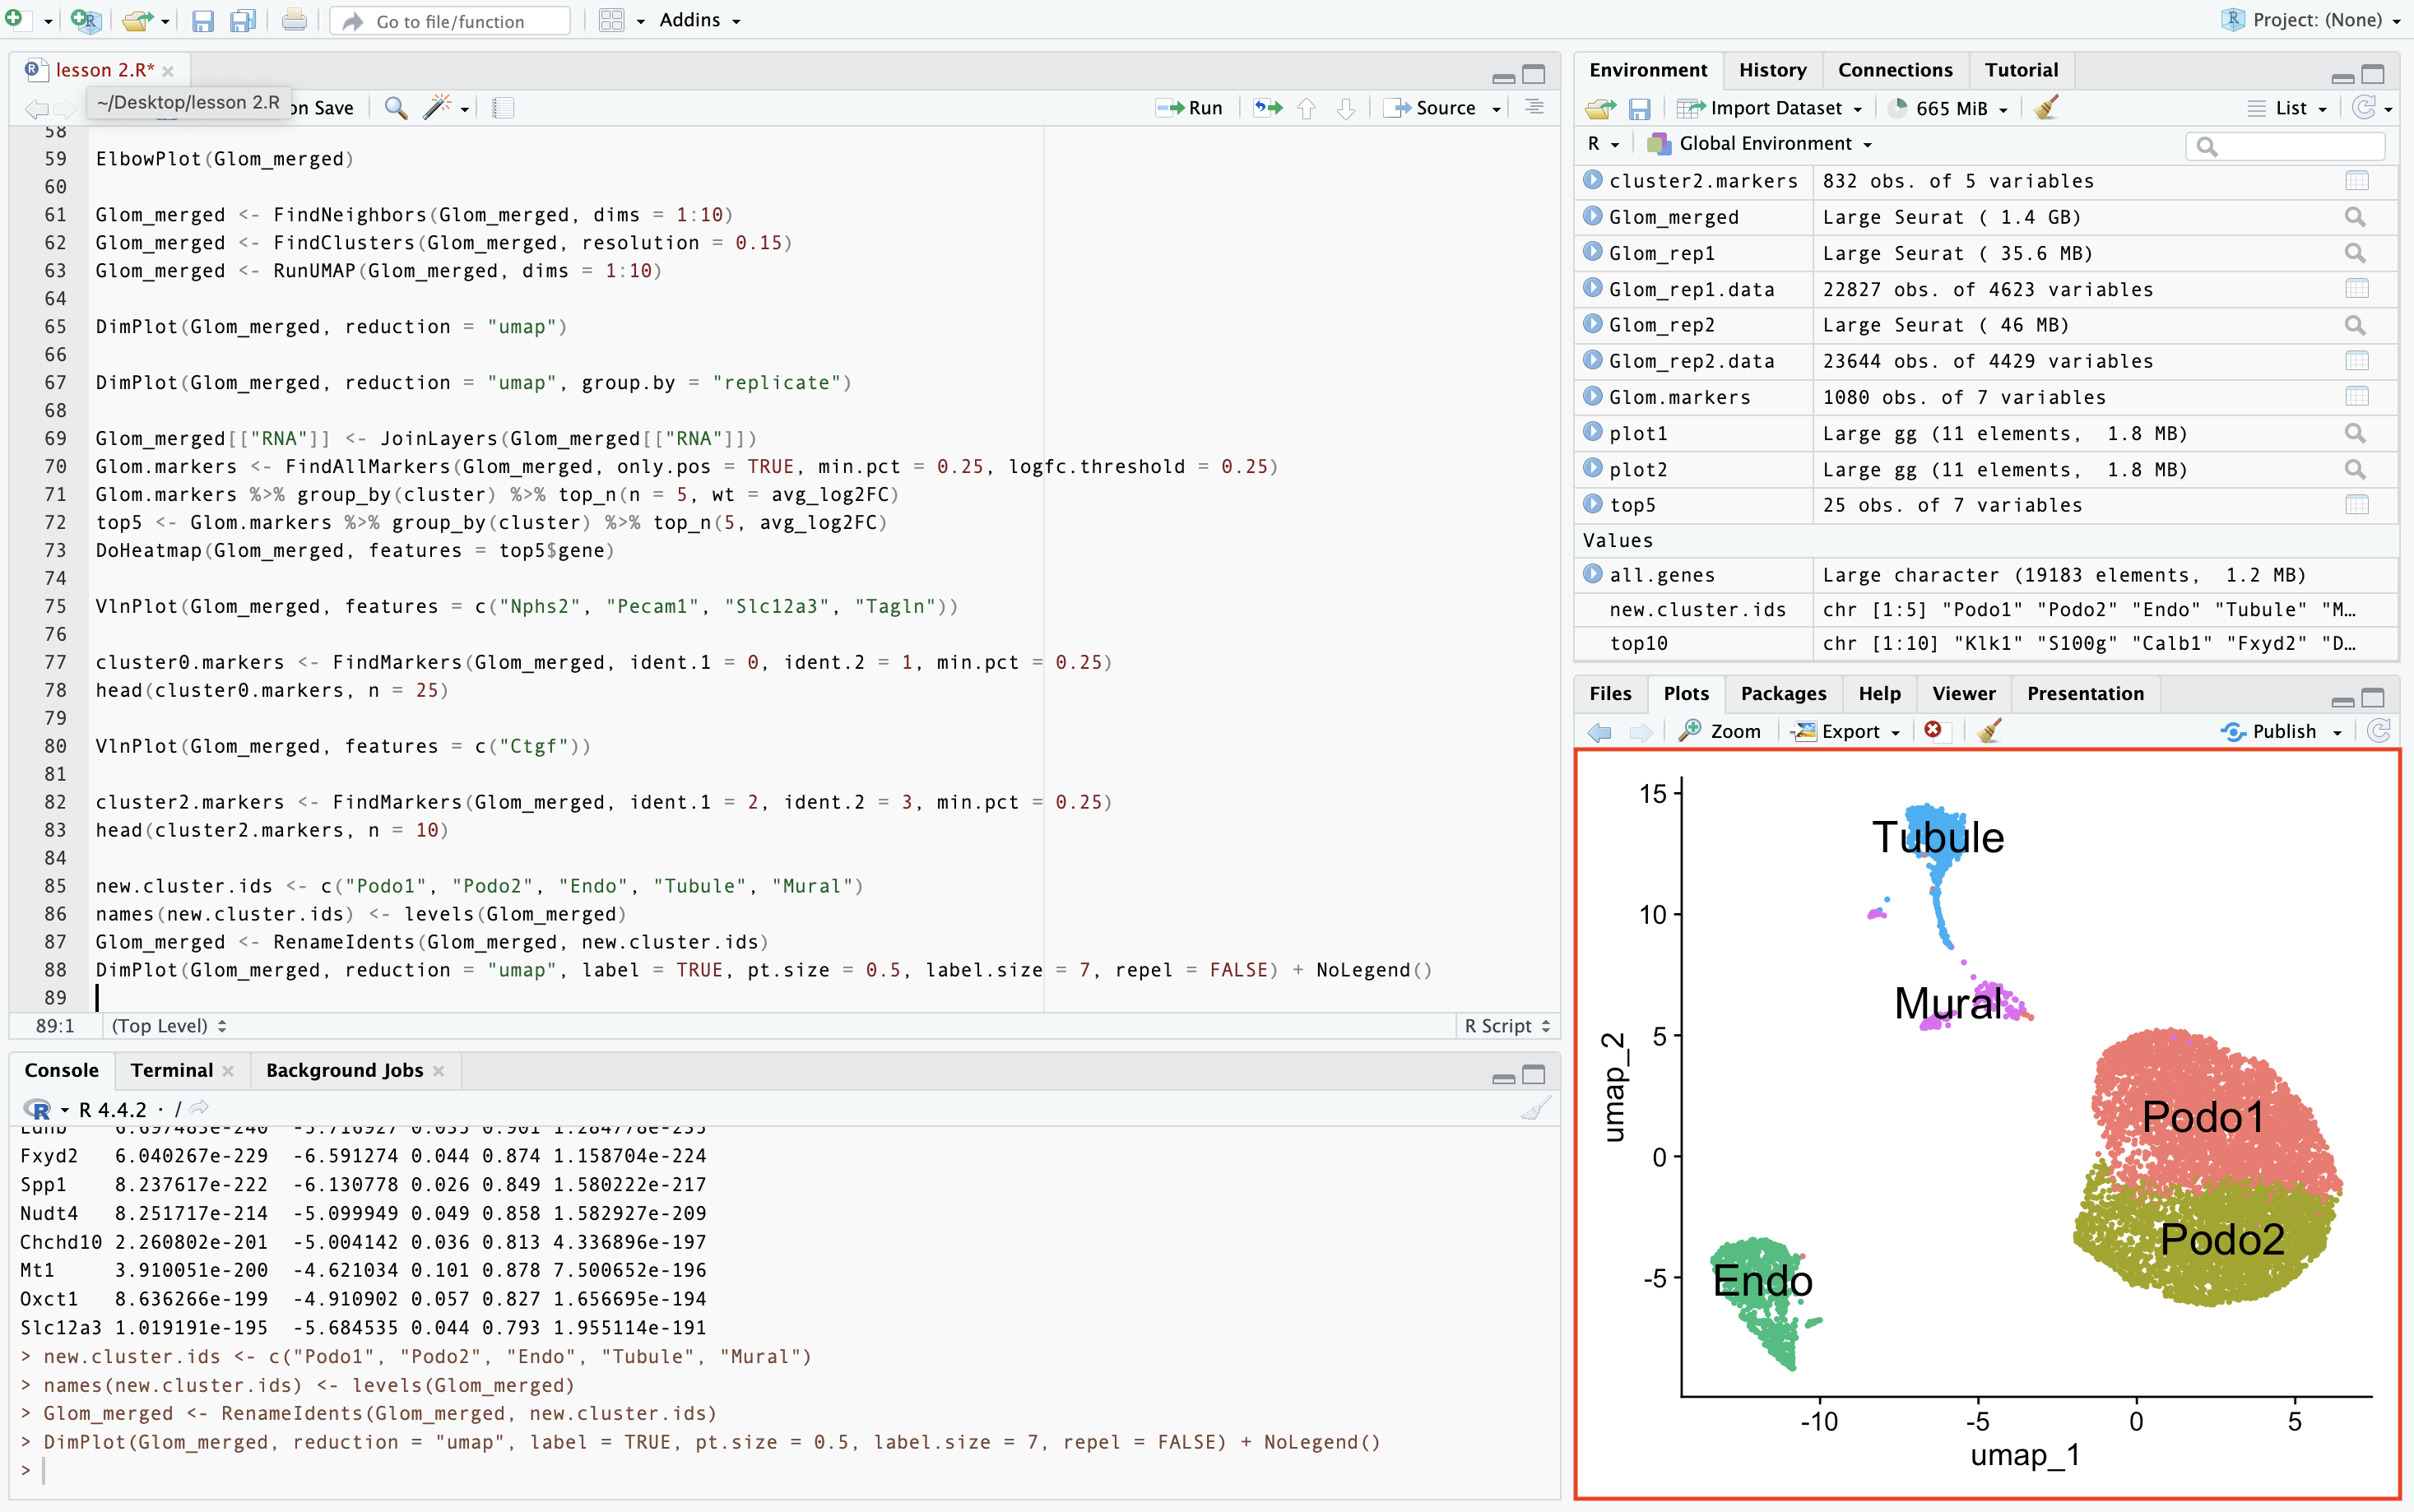 Go to file/function
Addins
Project: (None)
lesson 2.R*
~/Desktop/lesson 2.R
on Save
Run
Source
58
59 ElbowPlot(Glom_merged)
60
61 Glom_merged <- FindNeighbors(Glom_merged, dims = 1:10)
62 Glom_merged <- FindClusters(Glom_merged, resolution = 0.15)
63 Glom_merged <- RunUMAP(Glom_merged, dims = 1:10)
64
65 DimPlot(Glom_merged, reduction = "umap")
66
67 DimPlot(Glom_merged, reduction = "umap", group.by = "replicate")
68
69 Glom_merged[["RNA"]] <- JoinLayers(Glom_merged[["RNA"]])
70 Glom.markers <- FindAllMarkers(Glom_merged, only.pos = TRUE, min.pct = 0.25, logfc.threshold = 0.25)
71 Glom.markers %>% group_by(cluster) %>% top_n(n = 5, wt = avg_log2FC)
72 top5 <- Glom.markers %>% group_by(cluster) %>% top_n(5, avg_log2FC)
73 DoHeatmap(Glom_merged, features = top5$gene)
74
75 VlnPlot(Glom_merged, features = c("Nphs2", "Pecam1", "Slc12a3", "Tagln"))
76
77 cluster0.markers <- FindMarkers(Glom_merged, ident.1 = 0, ident.2 = 1, min.pct = 0.25)
78 head(cluster0.markers, n = 25)
79
80 VlnPlot(Glom_merged, features = c("Ctgf"))
81
82 cluster2.markers <- FindMarkers(Glom_merged, ident.1 = 2, ident.2 = 3, min.pct = 0.25)
83 head(cluster2.markers, n = 10)
84
85 new.cluster.ids <- c("Podo1", "Podo2", "Endo", "Tubule", "Mural")
86 names(new.cluster.ids) <- levels(Glom_merged)
87 Glom_merged <- RenameIdents(Glom_merged, new.cluster.ids)
88 DimPlot(Glom_merged, reduction = "umap", label = TRUE, pt.size = 0.5, label.size = 7, repel = FALSE) + NoLegend()
89
89:1 (Top Level) R Script
Console Terminal Background Jobs
R 4.4.2 · /
Fxyd2 6.040267e-229 -6.591274 0.044 0.874 1.158704e-224
Spp1 8.237617e-222 -6.130778 0.026 0.849 1.580222e-217
Nudt4 8.251717e-214 -5.099949 0.049 0.858 1.582927e-209
Chchd10 2.260802e-201 -5.004142 0.036 0.813 4.336896e-197
Mt1 3.910051e-200 -4.621034 0.101 0.878 7.500652e-196
Oxct1 8.636266e-199 -4.910902 0.057 0.827 1.656695e-194
Slc12a3 1.019191e-195 -5.684535 0.044 0.793 1.955114e-191
> new.cluster.ids <- c("Podo1", "Podo2", "Endo", "Tubule", "Mural")
> names(new.cluster.ids) <- levels(Glom_merged)
> Glom_merged <- RenameIdents(Glom_merged, new.cluster.ids)
> DimPlot(Glom_merged, reduction = "umap", label = TRUE, pt.size = 0.5, label.size = 7, repel = FALSE) + NoLegend()
>
Environment History Connections Tutorial
Import Dataset 665 MiB List
R Global Environment
cluster2.markers 832 obs. of 5 variables
Glom_merged Large Seurat ( 1.4 GB)
Glom_rep1 Large Seurat ( 35.6 MB)
Glom_rep1.data 22827 obs. of 4623 variables
Glom_rep2 Large Seurat ( 46 MB)
Glom_rep2.data 23644 obs. of 4429 variables
Glom.markers 1080 obs. of 7 variables
plot1 Large gg (11 elements, 1.8 MB)
plot2 Large gg (11 elements, 1.8 MB)
top5 25 obs. of 7 variables
Values
all.genes Large character (19183 elements, 1.2 MB)
new.cluster.ids chr [1:5] "Podo1" "Podo2" "Endo" "Tubule" "M…
top10 chr [1:10] "Klk1" "S100g" "Calb1" "Fxyd2" "D…
Files Plots Packages Help Viewer Presentation
Zoom Export Publish
15
Tubule
10
Mural
5
umap_2
Podo1
0
Podo2
-5
Endo
-10 -5 0 5
umap_1